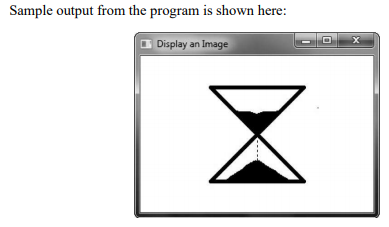 Sample output from the program is shown here:
Display an Image